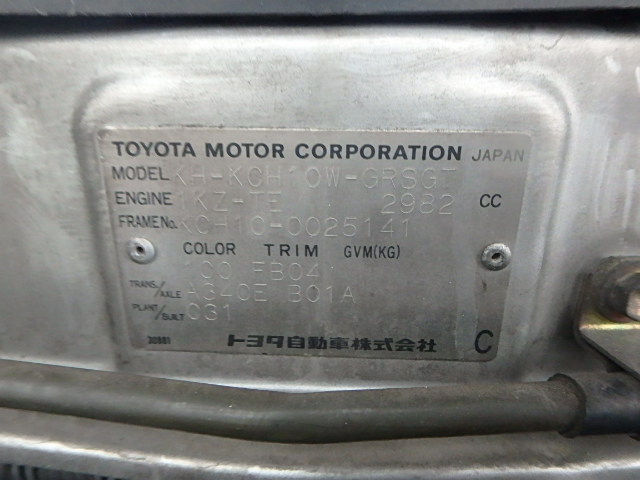 TOYOTA MOTOR CORPORATION JAPAN
MODEL KH-KCH10W-GRSGT
ENGINE 1KZ-TE 2982 CC
FRAME No. KCH10-0025141
COLOR TRIM GVM(KG)
FB04
TRANS./AXLE A340E B01A
PLANT/BUILT
30881
トヨタ自動車株式会社 C